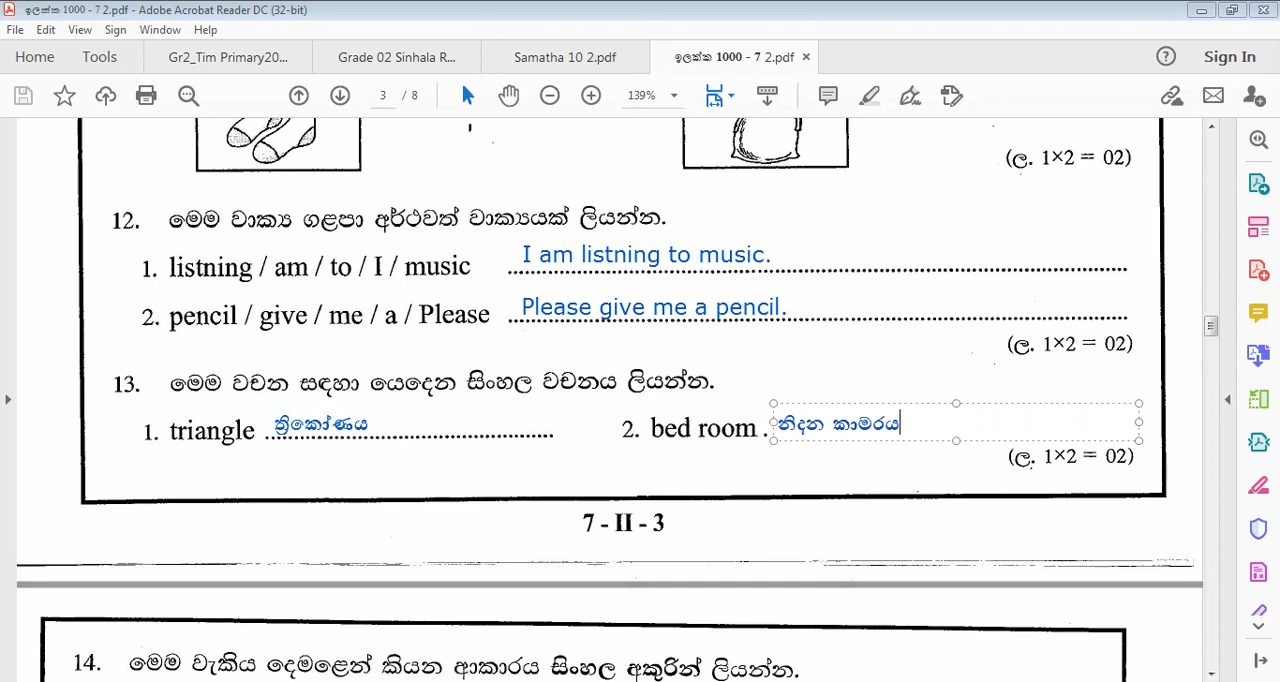 ඉලක්ක 1000 - 7 2.pdf - Adobe Acrobat Reader DC (32-bit)
File Edit View Sign Window Help
Home Tools Gr2_Tim Primary20... Grade 02 Sinhala R... Samatha 10 2.pdf ඉලක්ක 1000 - 7 2.pdf × Sign In
3 / 8 139%
(ල. 1×2 = 02)
12. මෙම වාක්‍ය ගළපා අර්ථවත් වාක්‍යයක් ලියන්න.
1. listning / am / to / I / music I am listning to music.
2. pencil / give / me / a / Please Please give me a pencil.
(ල. 1×2 = 02)
13. මෙම වචන සඳහා යෙදෙන සිංහල වචනය ලියන්න.
1. triangle ත්‍රිකෝණය 2. bed room . නිදන කාමරය
(ල. 1×2 = 02)
7 - II - 3
14. මෙම වැකිය දෙමළෙන් කියන ආකාරය සිංහල අකුරින් ලියන්න.